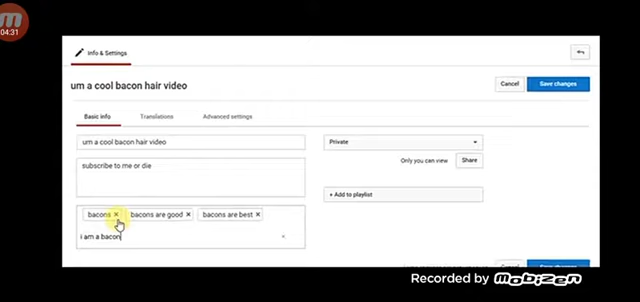 m
04:31
Info & Settings
um a cool bacon hair video
Cancel
Save changes
Basic info
Translations
Advanced settings
um a cool bacon hair video
Private
Only you can view
Share
subscribe to me or die
+ Add to playlist
bacons × bacons are good × bacons are best ×
i am a bacon
Recorded by MOBIZEN